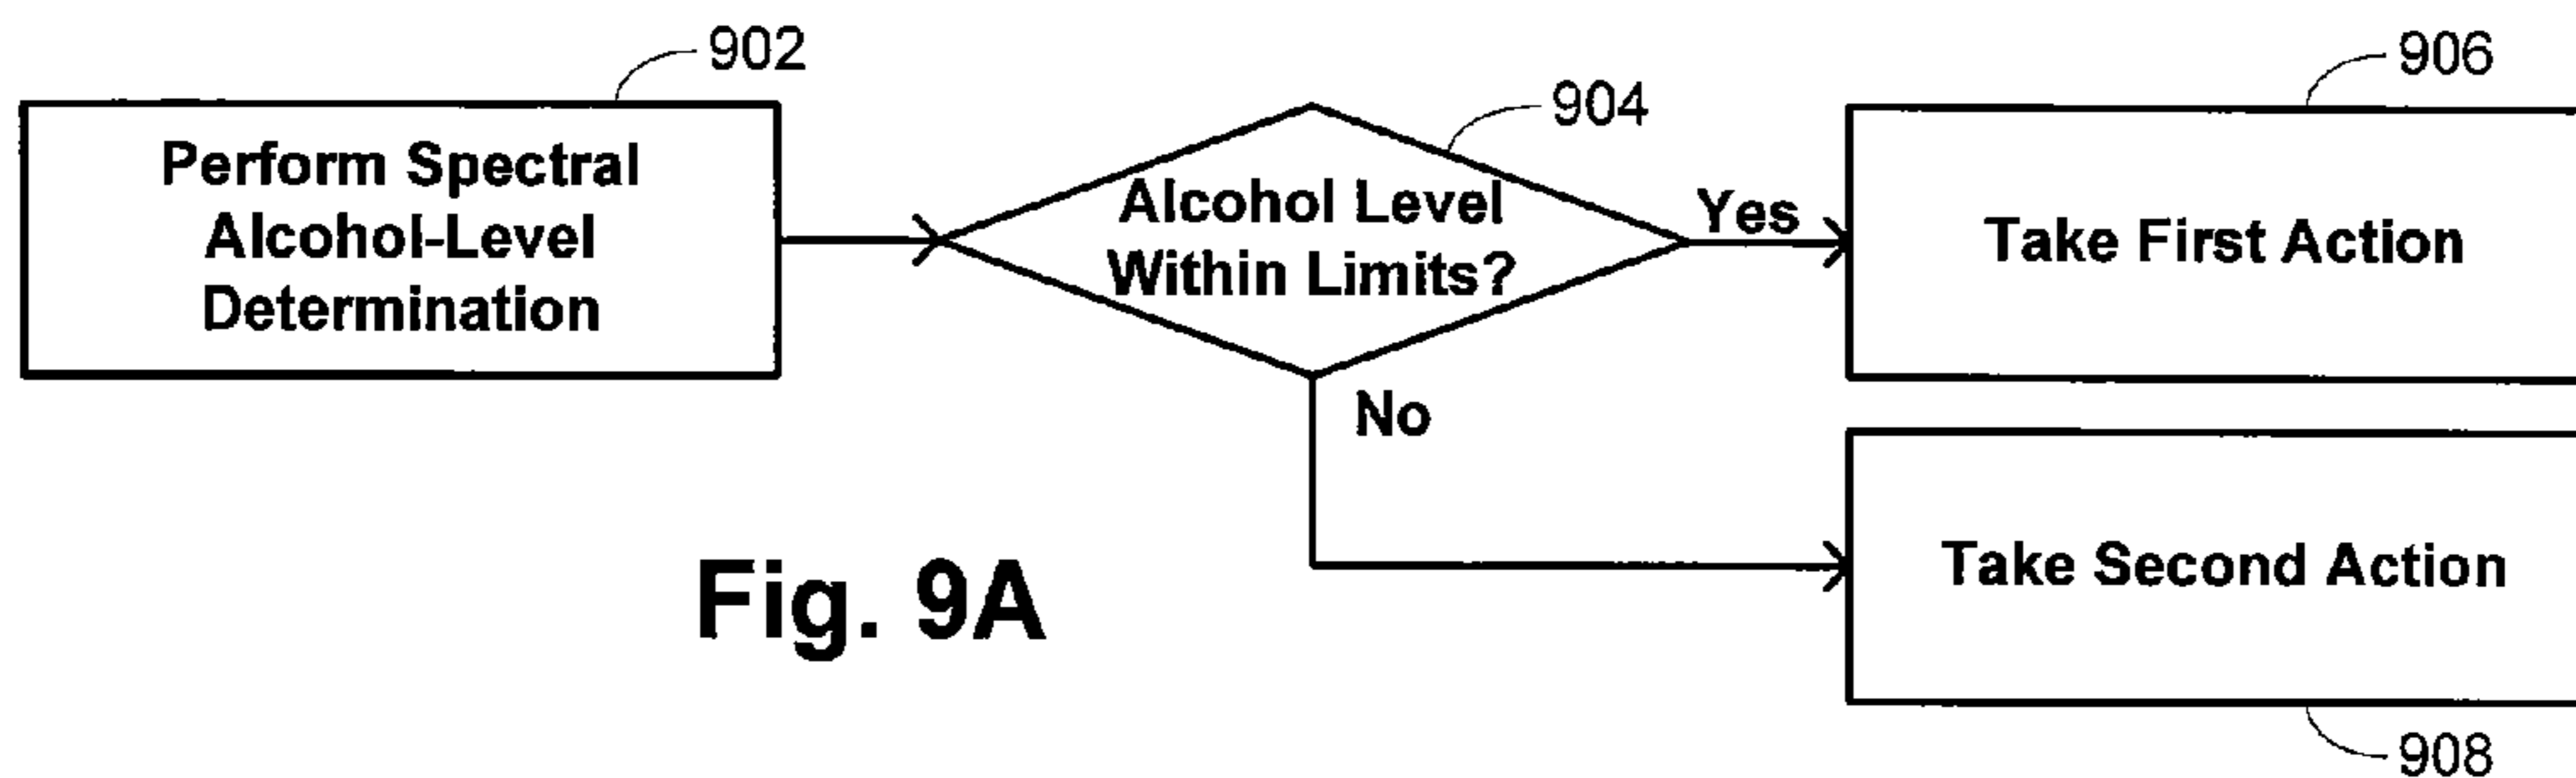 902
Perform Spectral
Alcohol-Level
Determination
904
Alcohol Level
Within Limits?
Yes
No
906
Take First Action
Take Second Action
908
Fig. 9A